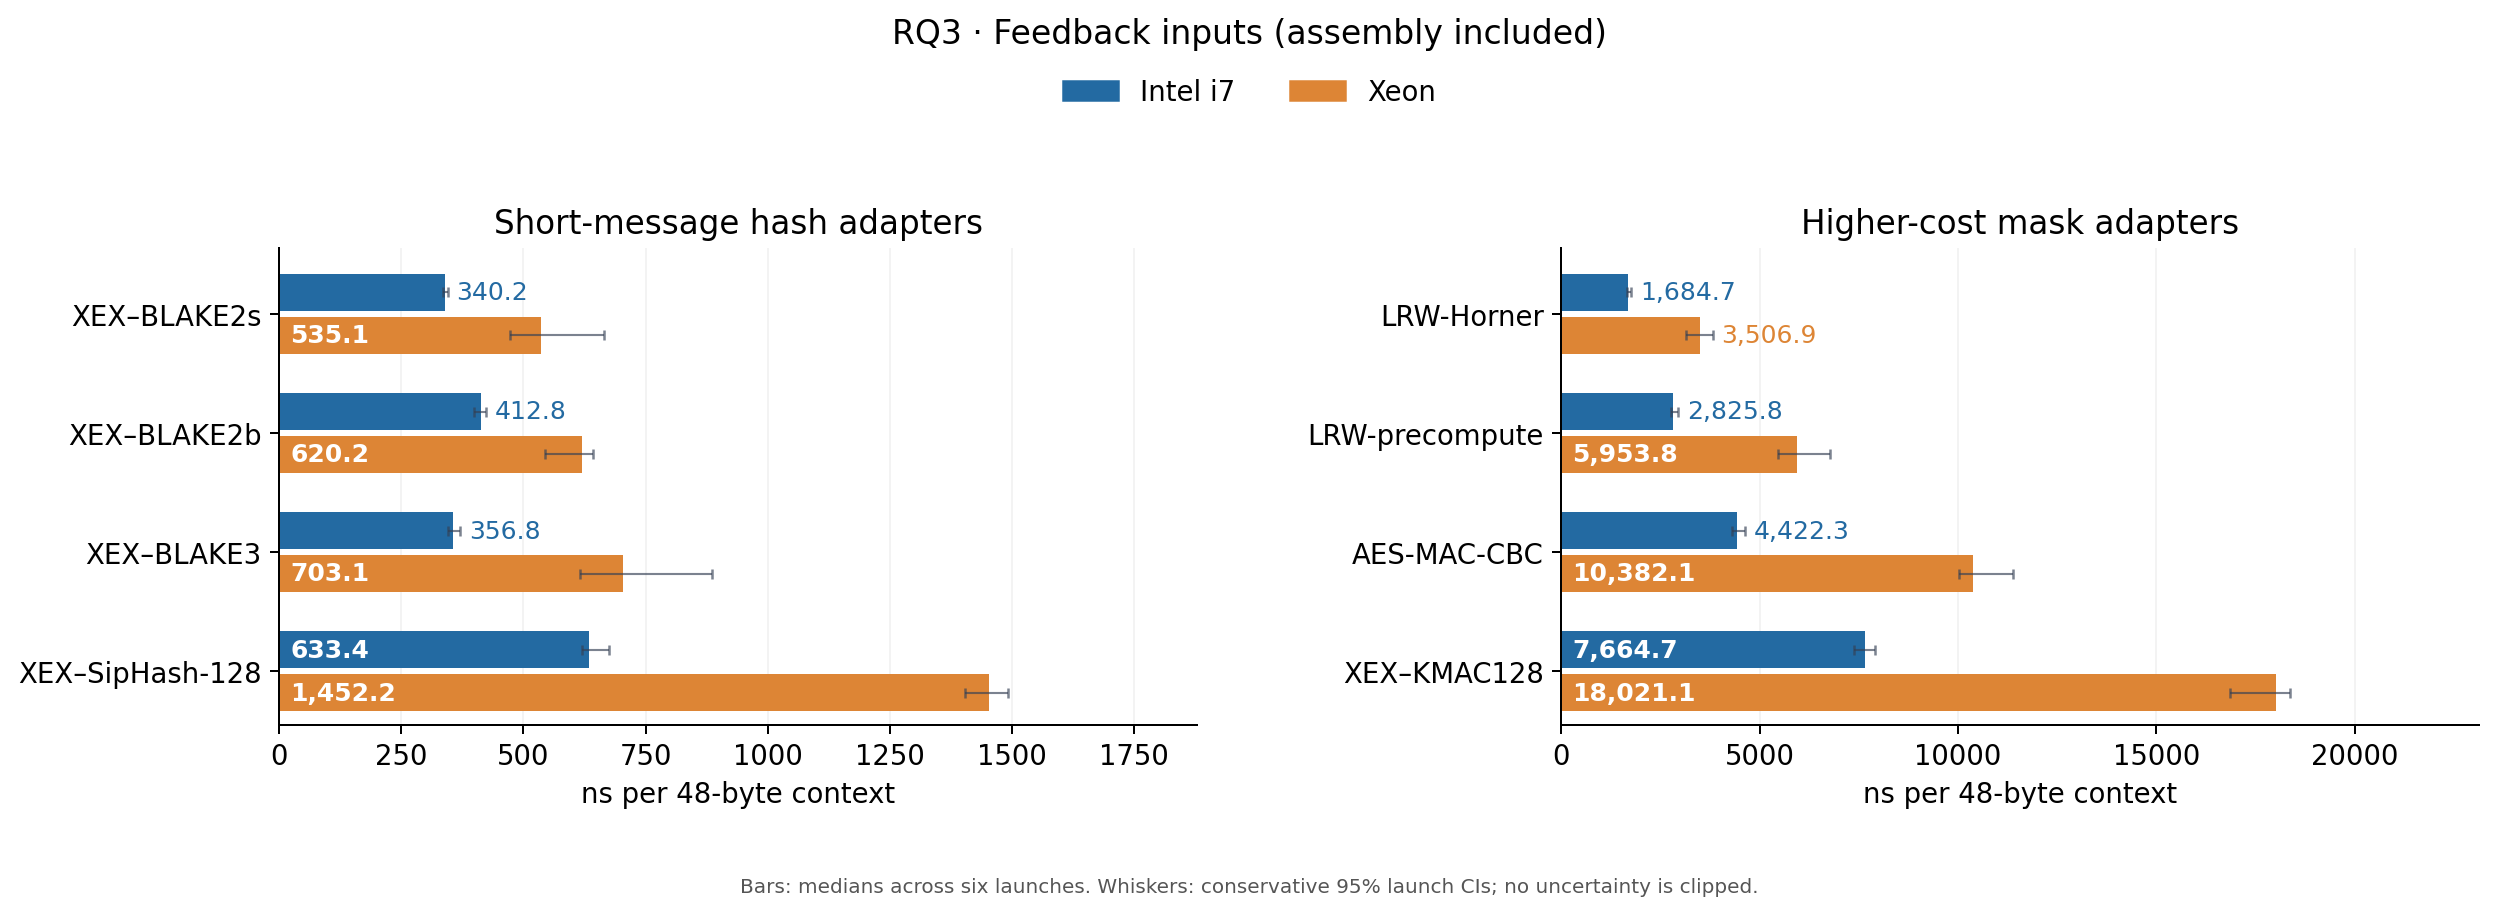 RQ3 · Feedback inputs (assembly included)
Intel i7
Xeon
Short-message hash adapters
XEX–BLAKE2s
340.2
535.1
XEX–BLAKE2b
412.8
620.2
XEX–BLAKE3
356.8
703.1
XEX–SipHash-128
633.4
1,452.2
0 250 500 750 1000 1250 1500 1750
ns per 48-byte context
Higher-cost mask adapters
LRW-Horner
1,684.7
3,506.9
LRW-precompute
2,825.8
5,953.8
AES-MAC-CBC
4,422.3
10,382.1
XEX–KMAC128
7,664.7
18,021.1
0 5000 10000 15000 20000
ns per 48-byte context
Bars: medians across six launches. Whiskers: conservative 95% launch CIs; no uncertainty is clipped.